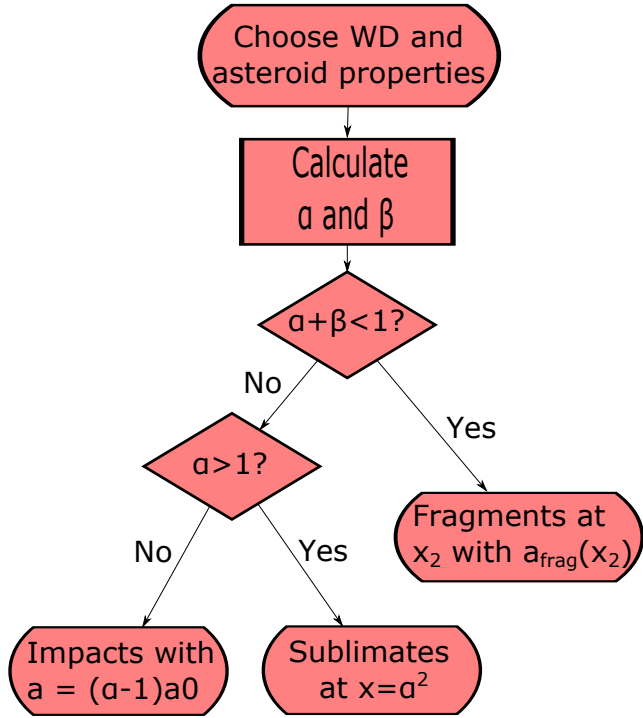 Choose WD and
asteroid properties
Calculate
α and β
α+β<1?
No
Yes
α>1?
Fragments at
x₂ with a_frag(x₂)
No
Yes
Impacts with
a = (α-1)a0
Sublimates
at x=α²